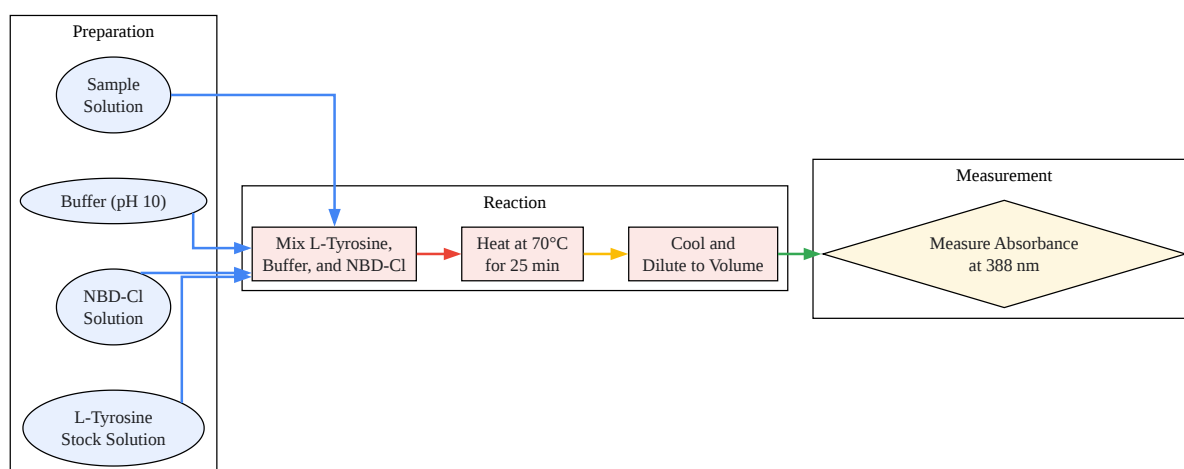 Preparation
Sample
Solution
Buffer (pH 10)
NBD-Cl
Solution
L-Tyrosine
Stock Solution
Reaction
Mix L-Tyrosine,
Buffer, and NBD-Cl
Heat at 70°C
for 25 min
Cool and
Dilute to Volume
Measurement
Measure Absorbance
at 388 nm